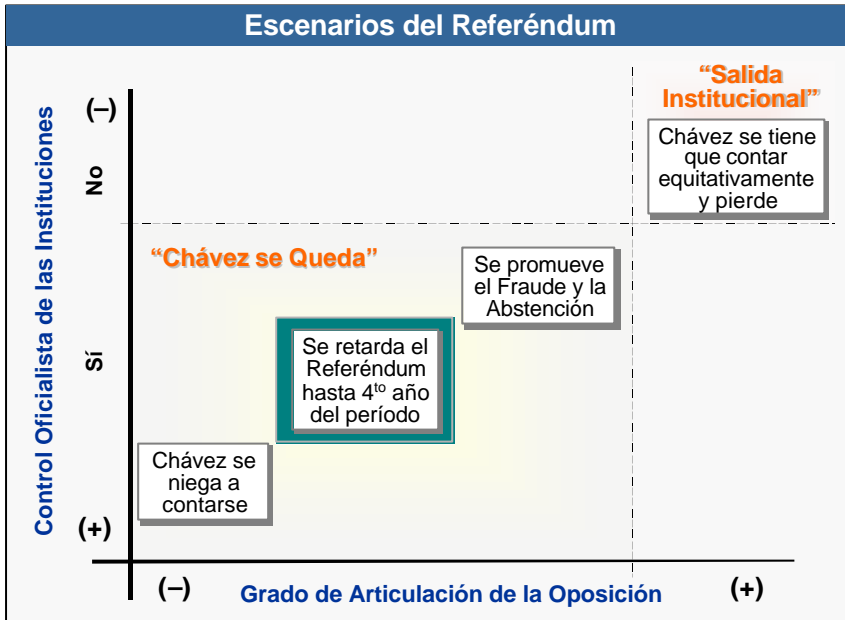 Escenarios del Referéndum
“Salida
Institucional”
Chávez se tiene
que contar
equitativamente
y pierde
(–)
No
Control Oficialista de las Instituciones
“Chávez se Queda”
Se promueve
el Fraude y la
Abstención
Sí
Se retarda el
Referéndum
hasta 4to año
del período
Chávez se
niega a
contarse
(+)
(–)
Grado de Articulación de la Oposición
(+)